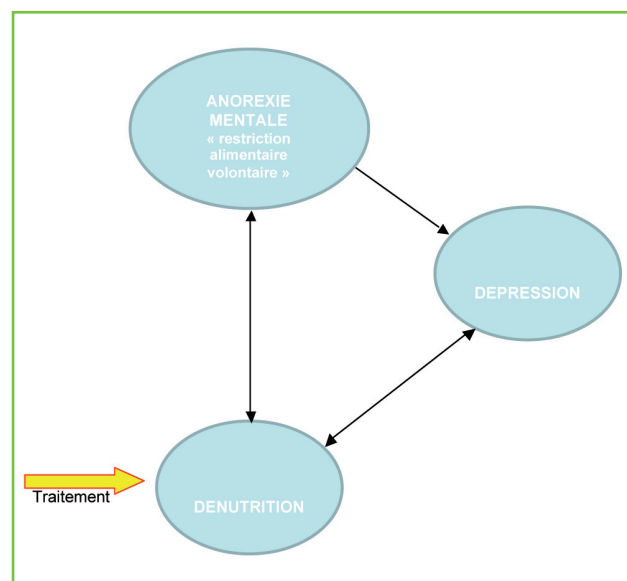 ANOREXIE
MENTALE
« restriction
alimentaire
volontaire »
DEPRESSION
Traitement
DENUTRITION